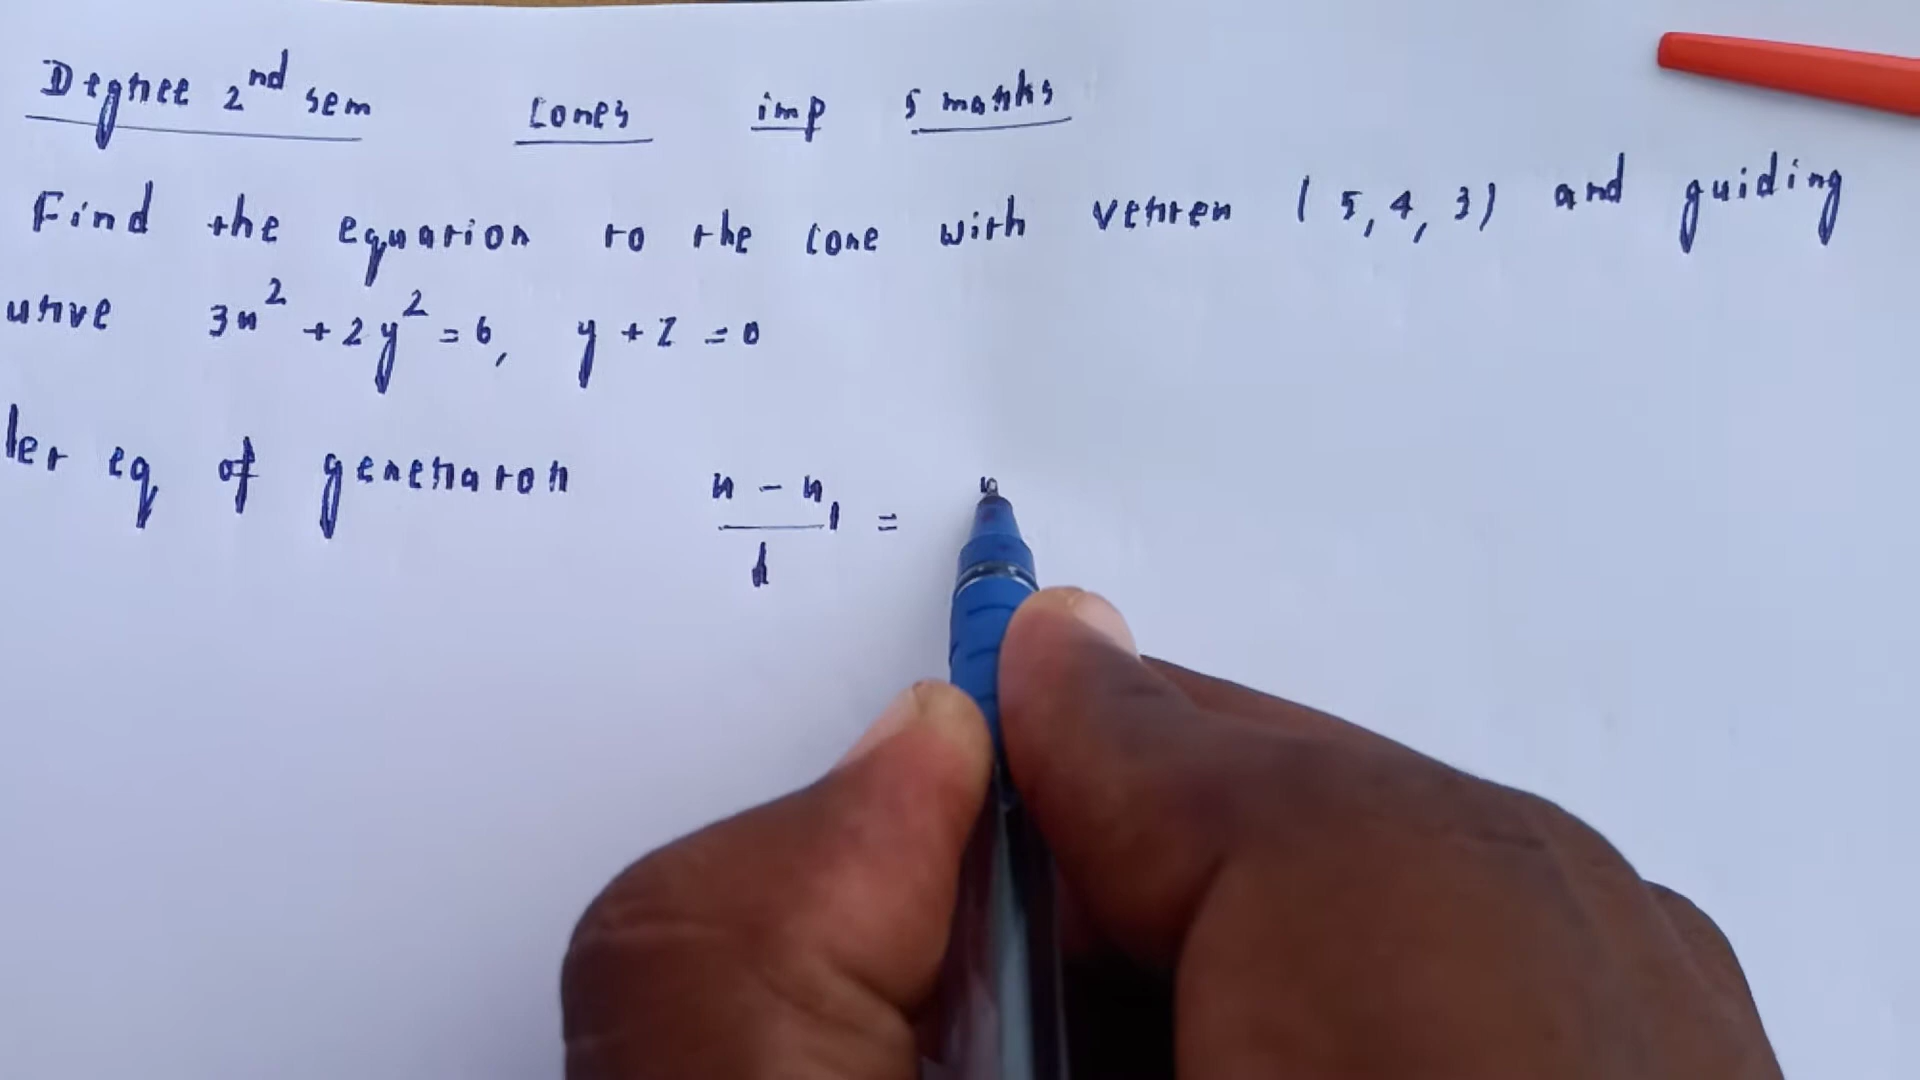 Degree 2nd sem cones imp 5 marks
Find the equation to the cone with vertex (5, 4, 3) and guiding
urve 3x² + 2y² = 6, y + z = 0
let eq of generator x - x₁ / l =